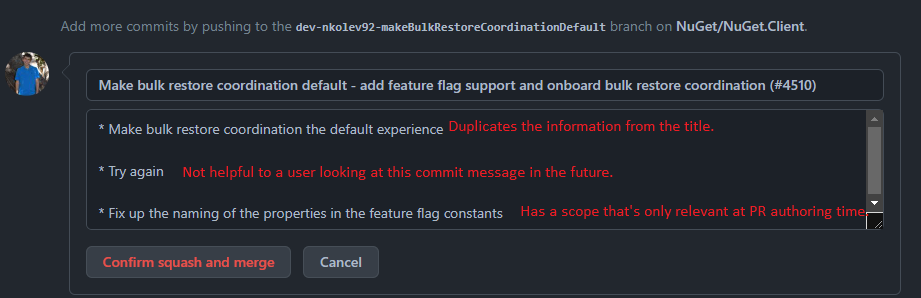 Add more commits by pushing to the dev-nkolev92-makeBulkRestoreCoordinationDefault branch on NuGet/NuGet.Client.
Make bulk restore coordination default - add feature flag support and onboard bulk restore coordination (#4510)
* Make bulk restore coordination the default experience Duplicates the information from the title.
* Try again Not helpful to a user looking at this commit message in the future.
* Fix up the naming of the properties in the feature flag constants Has a scope that's only relevant at PR authoring time.
Confirm squash and merge Cancel